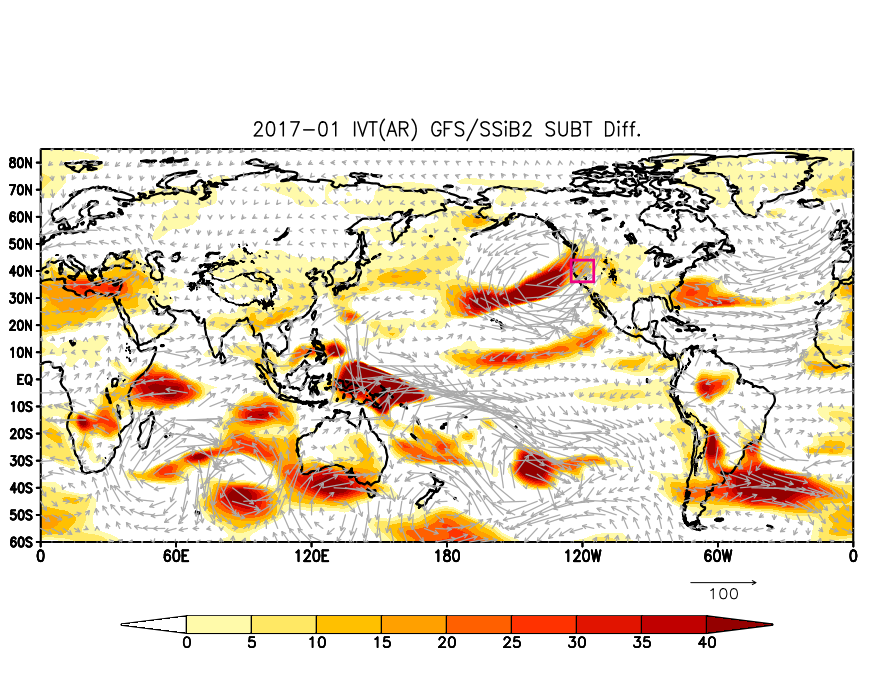 2017-01 IVT(AR) GFS/SSiB2 SUBT Diff.
80N
70N
60N
50N
40N
30N
20N
10N
EQ
10S
20S
30S
40S
50S
60S
0 60E 120E 180 120W 60W 0
100
0 5 10 15 20 25 30 35 40